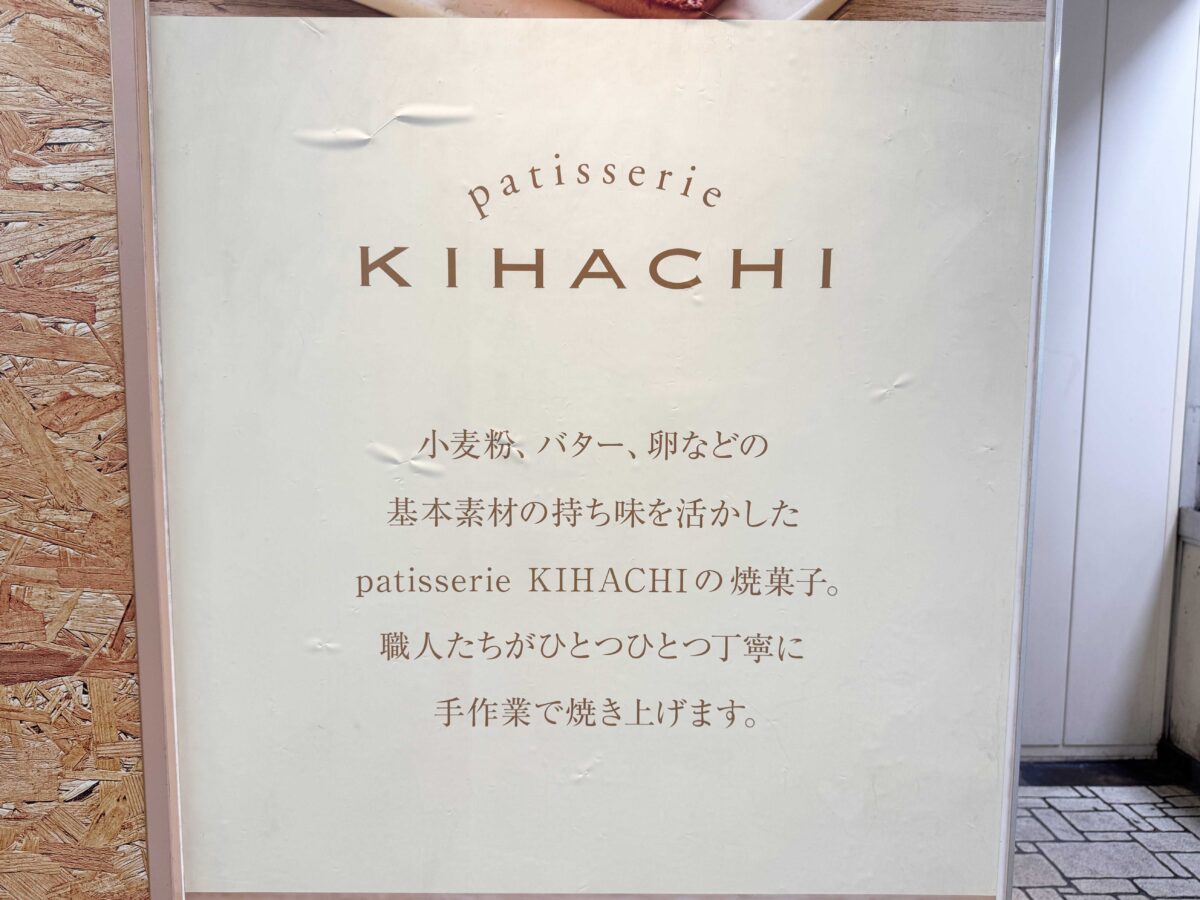 patisserie
KIHACHI
小麦粉、バター、卵などの
基本素材の持ち味を活かした
patisserie KIHACHIの焼菓子。
職人たちがひとつひとつ丁寧に
手作業で焼き上げます。